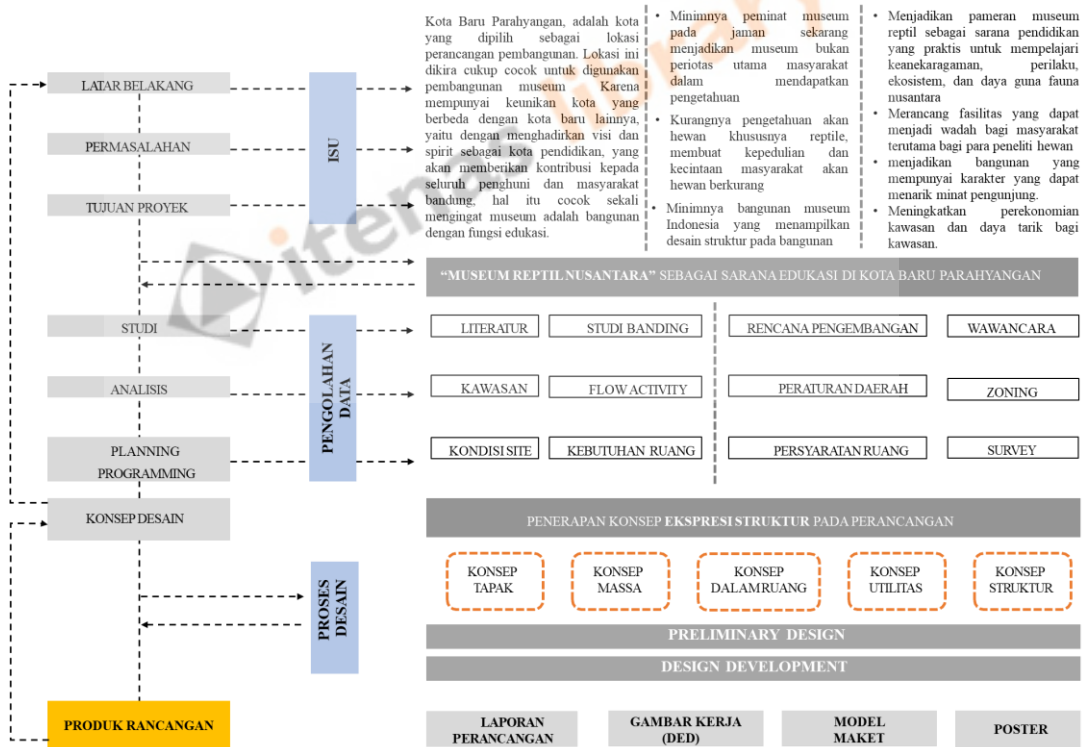 Kota Baru Parahyangan, adalah kota
yang dipilih sebagai lokasi
perancangan pembangunan. Lokasi ini
dikira cukup cocok untuk digunakan
pembangunan museum Karena
mempunyai keunikan kota yang
berbeda dengan kota baru lainnya,
yaitu dengan menghadirkan visi dan
spirit sebagai kota pendidikan, yang
akan memberikan kontribusi kepada
seluruh penghuni dan masyarakat
bandung, hal itu cocok sekali
mengingat museum adalah bangunan
dengan fungsi edukasi.
• Minimnya peminat museum
pada jaman sekarang
menjadikan museum bukan
periotas utama masyarakat
dalam mendapatkan
pengetahuan
• Kurangnya pengetahuan akan
hewan khususnya reptile,
membuat kepedulian dan
kecintaan masyarakat akan
hewan berkurang
• Minimnya bangunan museum
Indonesia yang menampilkan
desain struktur pada bangunan
• Menjadikan pameran museum
reptil sebagai sarana pendidikan
yang praktis untuk mempelajari
keanekaragaman, perilaku,
ekosistem, dan daya guna fauna
nusantara
• Merancang fasilitas yang dapat
menjadi wadah bagi masyarakat
terutama bagi para peneliti hewan
• menjadikan bangunan yang
mempunyai karakter yang dapat
menarik minat pengunjung.
• Meningkatkan perekonomian
kawasan dan daya tarik bagi
kawasan.
LATAR BELAKANG
PERMASALAHAN
TUJUAN PROYEK
ISU
"MUSEUM REPTIL NUSANTARA" SEBAGAI SARANA EDUKASI DI KOTA BARU PARAHYANGAN
STUDI
ANALISIS
PLANNING
PROGRAMMING
PENGOLAHAN
DATA
LITERATUR
STUDI BANDING
RENCANA PENGEMBANGAN
WAWANCARA
KAWASAN
FLOW ACTIVITY
PERATURAN DAERAH
ZONING
KONDISI SITE
KEBUTUHAN RUANG
PERSYARATAN RUANG
SURVEY
KONSEP DESAIN
PENERAPAN KONSEP EKSPRESI STRUKTUR PADA PERANCANGAN
KONSEP
TAPAK
KONSEP
MASSA
KONSEP
DALAM RUANG
KONSEP
UTILITAS
KONSEP
STRUKTUR
PROSES
DESAIN
PRELIMINARY DESIGN
DESIGN DEVELOPMENT
PRODUK RANCANGAN
LAPORAN
PERANCANGAN
GAMBAR KERJA
(DED)
MODEL
MAKET
POSTER
itenas library